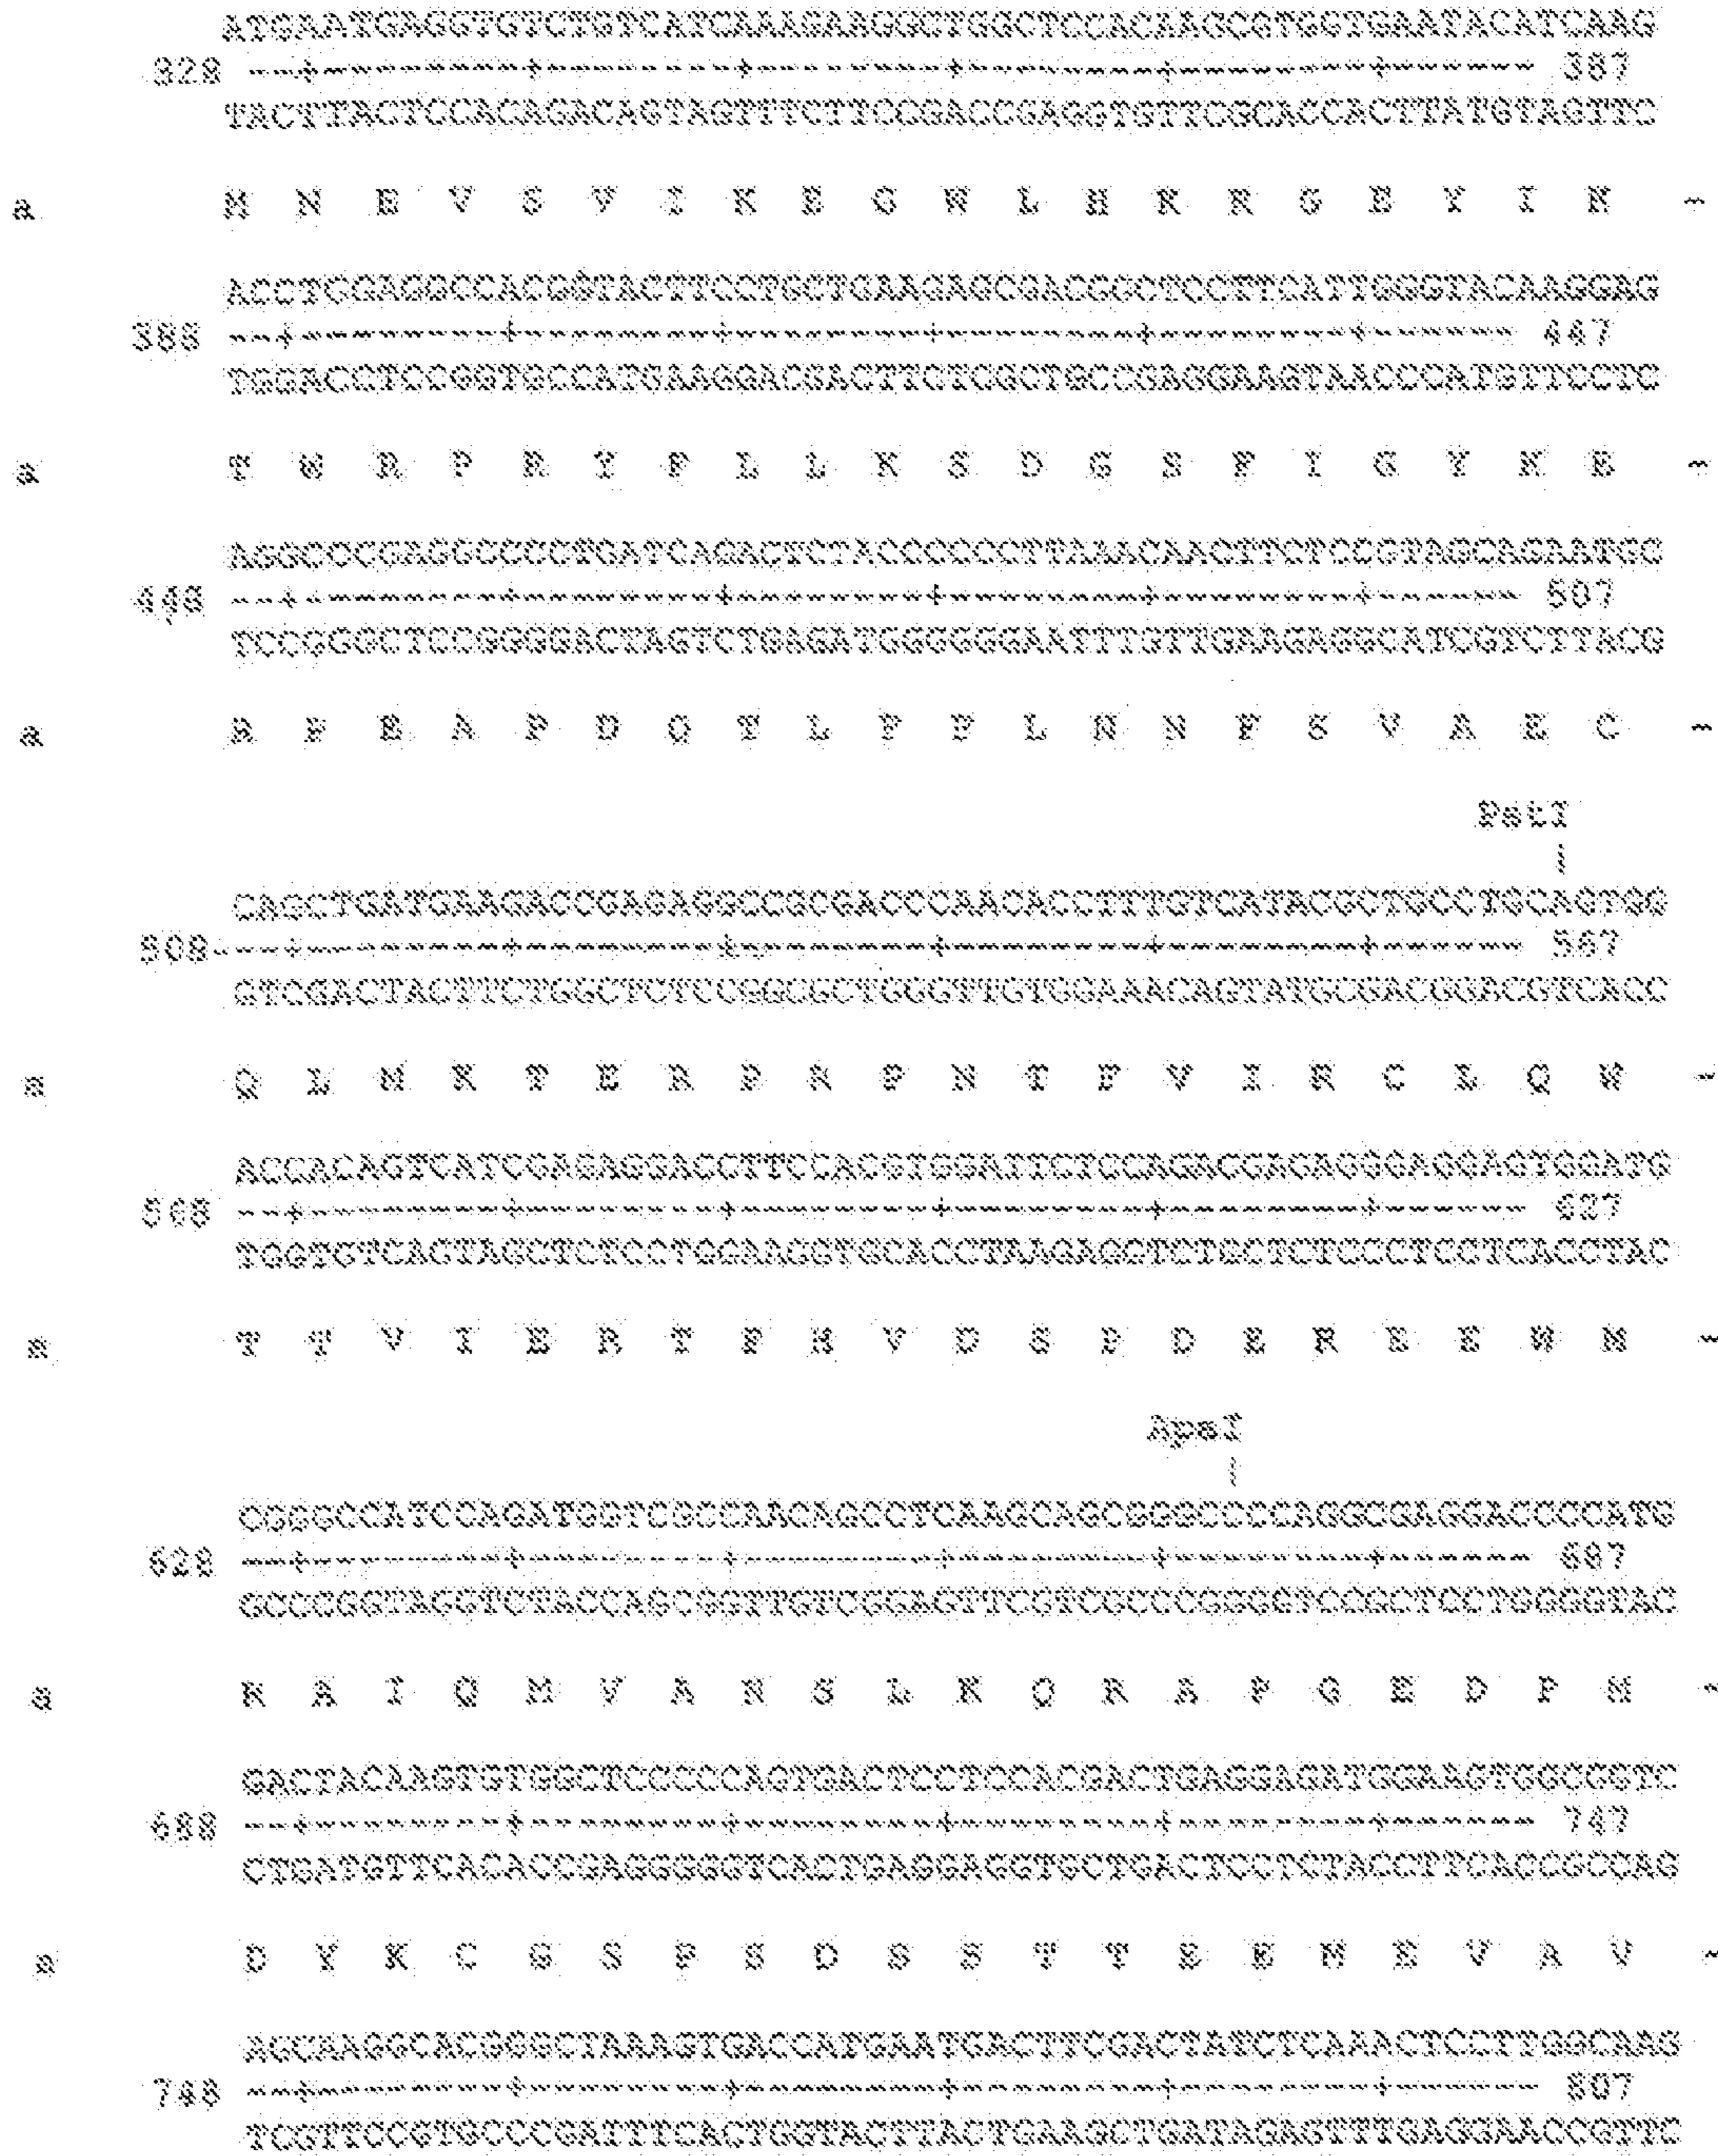 ATGAATGAGGTGTCTGTCATCAAAGAAGGCTGGCTCCACAAGCGTGGTGAATACATCAAG
328 --+---------+---------+---------+---------+---------+------- 387
TACTTACTCCACAGACAGTAGTTTCTTCCGACCGAGGTGTTCGCACCACTTATGTAGTTC
a M N E V S V I K E G W L H K R G E Y I K -
ACCTGGAGGCCACGGTACTTCCTGCTGAAGAGCGACGGCTCCTTCATTGGGTACAAGGAG
388 --+---------+---------+---------+---------+---------+------- 447
TGGACCTCCGGTGCCATGAAGGACGACTTCTCGCTGCCGAGGAAGTAACCCATGTTCCTC
a T W R P R Y F L L K S D G S F I G Y K E -
AGGCCCGAGGCCCCTGATCAGACTCTACCCCCCTTAAACAACTTCTCCGTAGCAGAATGC
448 --+---------+---------+---------+---------+---------+------- 507
TCCGGGCTCCGGGGACTAGTCTGAGATGGGGGGAATTTGTTGAAGAGGCATCGTCTTACG
a R P E A P D Q T L P P L N N F S V A E C -
PstI
|
CAGCTGATGAAGACCGAGAGGCCGCGACCCAACACCTTTGTCATACGCTGCCTGCAGTGG
508 --+---------+---------+---------+---------+---------+------- 567
GTCGACTACTTCTGGCTCTCCGGCGCTGGGTTGTGGAAACAGTATGCGACGGACGTCACC
a Q L M K T E R P R P N T F V I R C L Q W -
ACCACAGTCATCGAGAGGACCTTCCACGTGGATTCTCCAGACGAGAGGGAGGAGTGGATG
568 --+---------+---------+---------+---------+---------+------- 627
TGGTGTCAGTAGCTCTCCTGGAAGGTGCACCTAAGAGGTCTGCTCTCCCTCCTCACCTAC
a T T V I E R T F H V D S P D E R E E W M -
ApaI
|
CGGGCCATCCAGATGGTCGCCAACAGCCTCAAGCAGCGGGCCCCAGGCGAGGACCCCATG
628 --+---------+---------+---------+---------+---------+------- 687
GCCCGGTAGGTCTACCAGCGGTTGTCGGAGTTCGTCGCCCGGGGTCCGCTCCTGGGGTAC
a R A I Q M V A N S L K Q R A P G E D P M -
GACTACAAGTGTGGCTCCCCCAGTGACTCCTCCACGACTGAGGAGATGGAAGTGGCGGTC
688 --+---------+---------+---------+---------+---------+------- 747
CTGATGTTCACACCGAGGGGGTCACTGAGGAGGTGCTGACTCCTCTACCTTCACCGCCAG
a D Y K C G S P S D S S T T E E M E V A V -
AGCAAGGCACGGGCTAAAGTGACCATGAATGACTTCGACTATCTCAAACTCCTTGGCAAG
748 --+---------+---------+---------+---------+---------+------- 807
TCGTTCCGTGCCCGATTTCACTGGTACTTACTGAAGCTGATAGAGTTTGAGGAACCGTTC